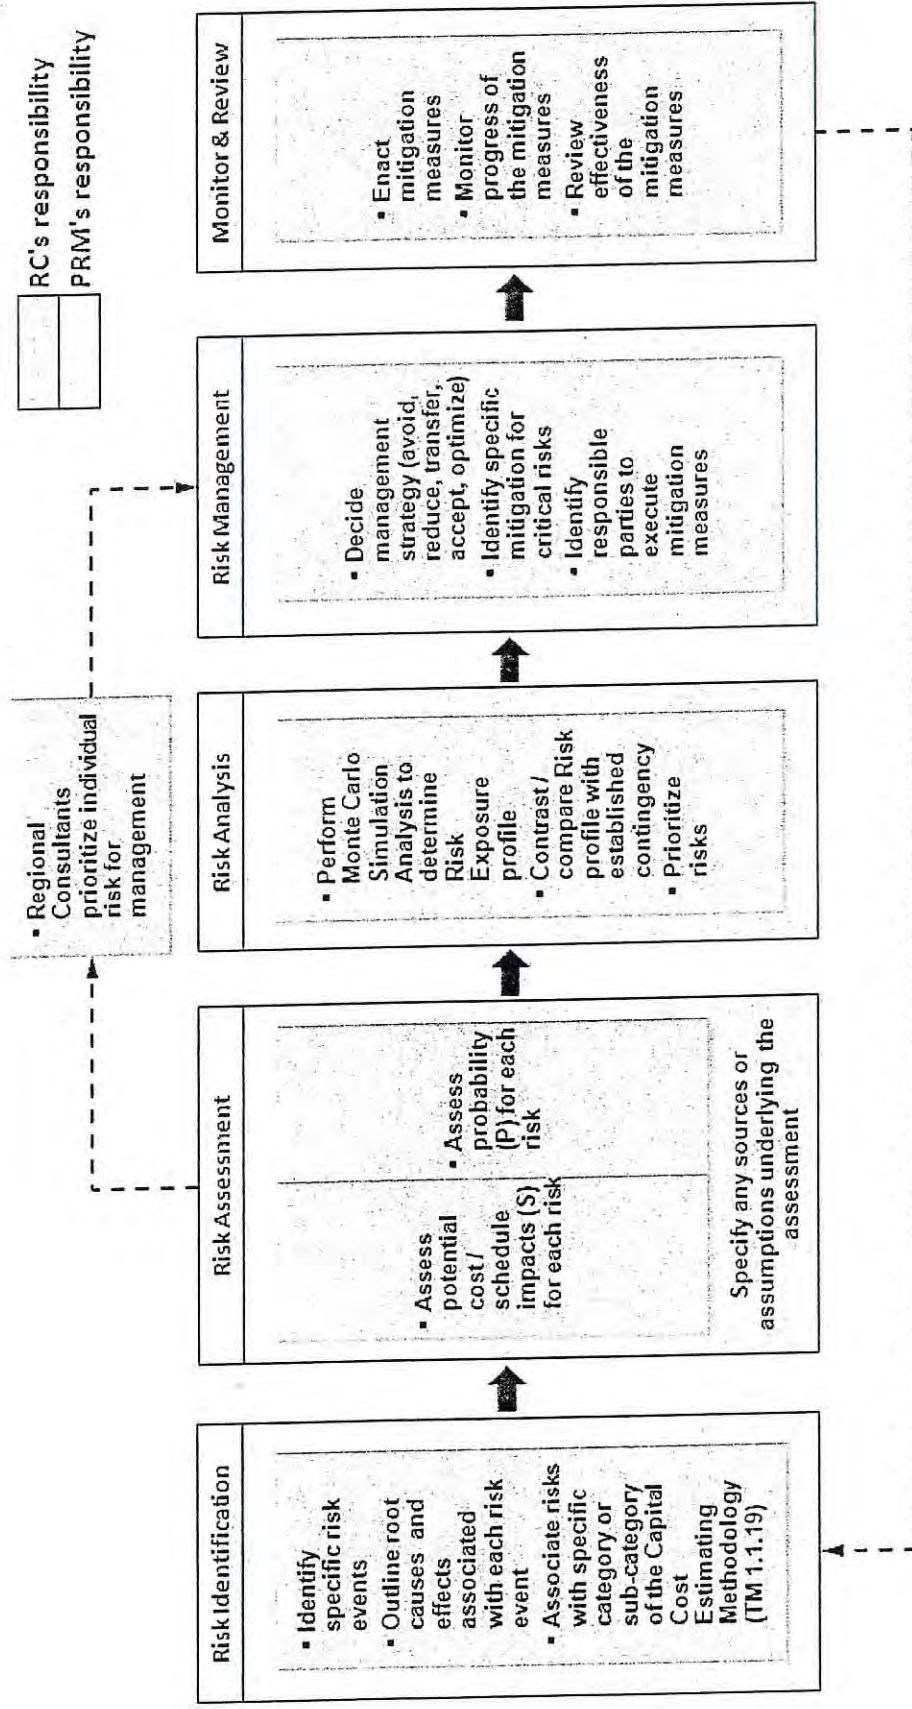 RC's responsibility
PRM's responsibility
▪ Regional
Consultants
prioritize individual
risk for
management
Risk Identification
▪ Identify
specific risk
events
▪ Outline root
causes and
effects
associated
with each risk
event
▪ Associate risks
with specific
category or
sub-category
of the Capital
Cost
Estimating
Methodology
(TM 1.1.19)
Risk Assessment
▪ Assess
potential
cost /
schedule
impacts (S)
for each risk
▪ Assess
probability
(P) for each
risk
Specify any sources or
assumptions underlying the
assessment
Risk Analysis
▪ Perform
Monte Carlo
Simulation
Analysis to
determine
Risk
Exposure
profile
▪ Contrast /
compare Risk
profile with
established
contingency
▪ Prioritize
risks
Risk Management
▪ Decide
management
strategy (avoid,
reduce, transfer,
accept, optimize)
▪ Identify specific
mitigation for
critical risks
▪ Identify
responsible
parties to
execute
mitigation
measures
Monitor & Review
▪ Enact
mitigation
measures
▪ Monitor
progress of
the mitigation
measures
▪ Review
effectiveness
of the
mitigation
measures